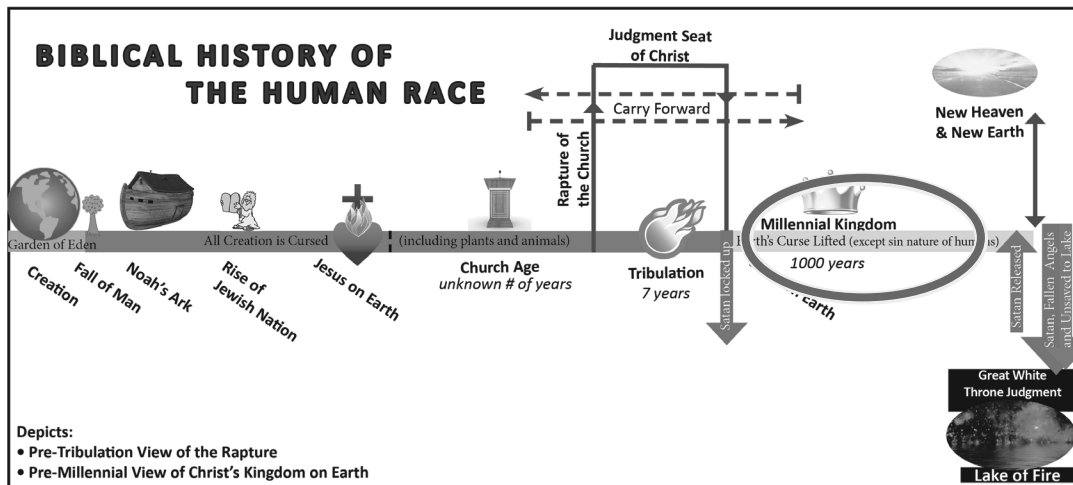 BIBLICAL HISTORY OF
THE HUMAN RACE
Judgment Seat
of Christ
Carry Forward
Rapture of
the Church
New Heaven
& New Earth
Garden of Eden
All Creation is Cursed
(including plants and animals)
Millennial Kingdom
Earth's Curse Lifted (except sin nature of humans)
1000 years
Creation
Fall of Man
Noah's Ark
Rise of
Jewish Nation
Jesus on Earth
Church Age
unknown # of years
Tribulation
7 years
Satan locked up
on Earth
Satan Released
Satan, Fallen Angels
and Unsaved to Lake
Great White
Throne Judgment
Lake of Fire
Depicts:
• Pre-Tribulation View of the Rapture
• Pre-Millennial View of Christ's Kingdom on Earth